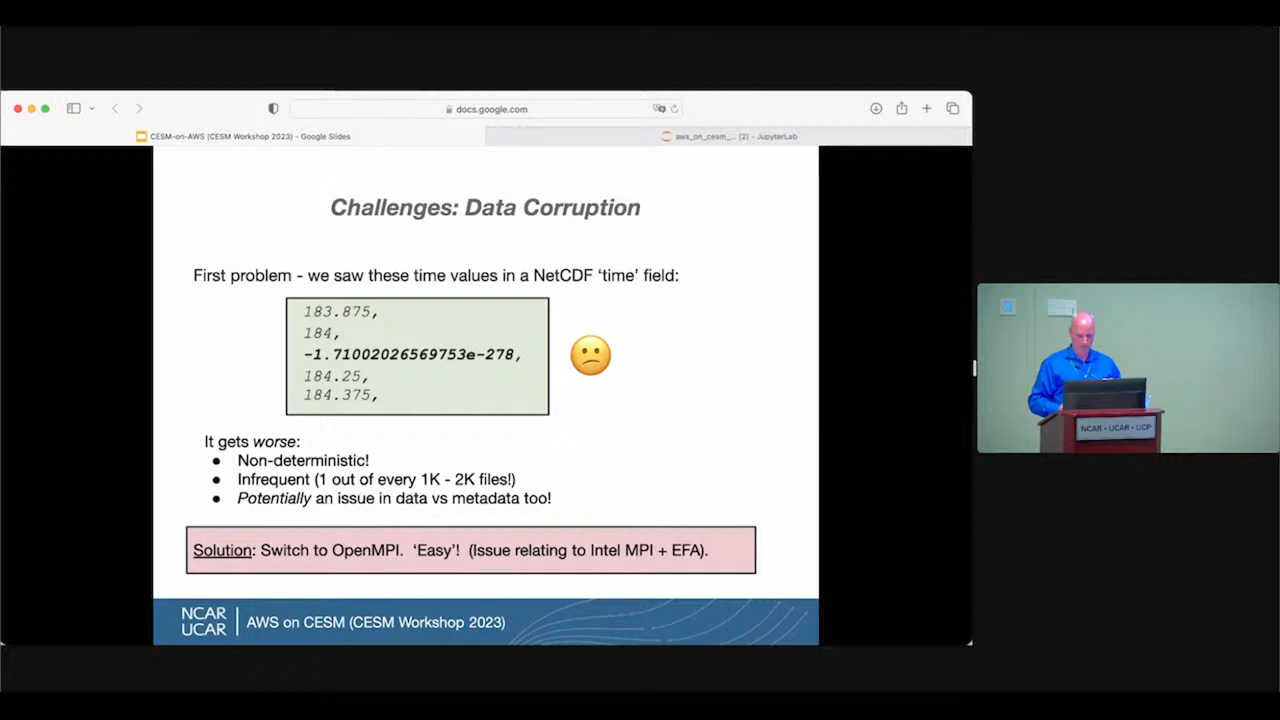 docs.google.com
CESM-on-AWS (CESM Workshop 2023) - Google Slides
aws_on_cesm_... (2) - JupyterLab
Challenges: Data Corruption
First problem - we saw these time values in a NetCDF ‘time’ field:
183.875,
184,
-1.71002026569753e-278,
184.25,
184.375,
It gets worse:
● Non-deterministic!
● Infrequent (1 out of every 1K - 2K files!)
● Potentially an issue in data vs metadata too!
Solution: Switch to OpenMPI. ‘Easy’! (Issue relating to Intel MPI + EFA).
NCAR
UCAR
AWS on CESM (CESM Workshop 2023)
NCAR • UCAR • UCP